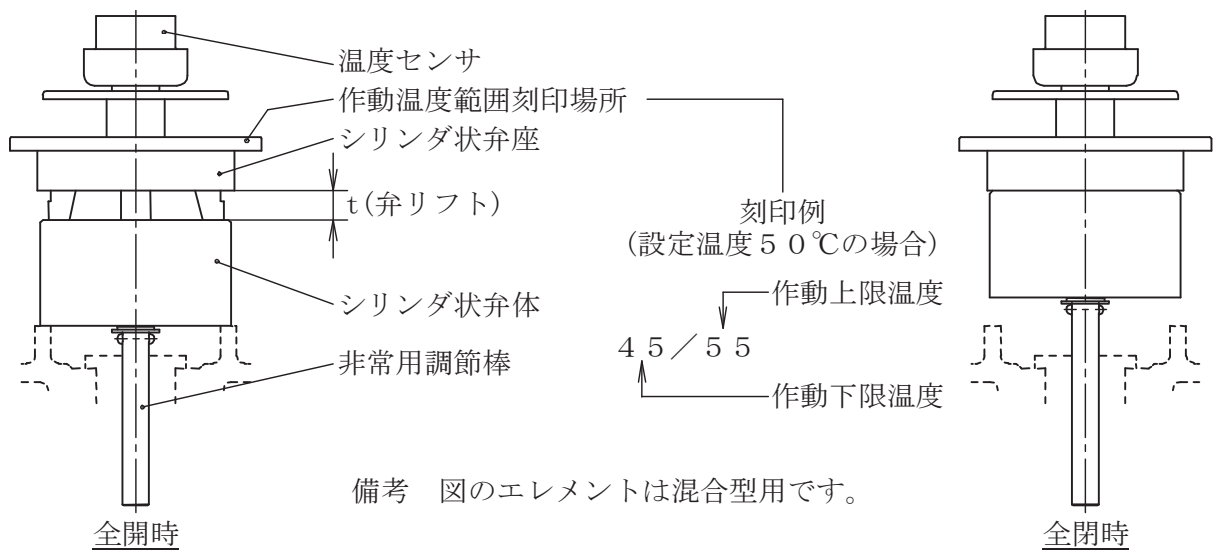 温度センサ
作動温度範囲刻印場所
シリンダ状弁座
t(弁リフト)
刻印例
(設定温度５０℃の場合)
シリンダ状弁体
作動上限温度
４５／５５
非常用調節棒
作動下限温度
備考　図のエレメントは混合型用です。
全開時
全閉時